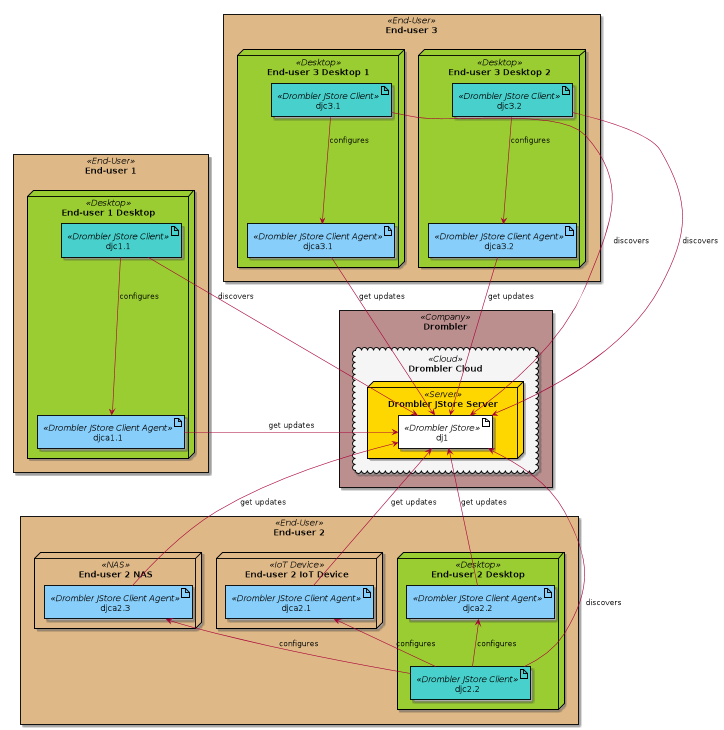 «End-User»
End-user 3
«Desktop»
End-user 3 Desktop 1
«Desktop»
End-user 3 Desktop 2
«Drombler JStore Client»
djc3.1
«Drombler JStore Client»
djc3.2
configures
configures
«Drombler JStore Client Agent»
djca3.1
«Drombler JStore Client Agent»
djca3.2
discovers
discovers
«End-User»
End-user 1
«Desktop»
End-user 1 Desktop
«Drombler JStore Client»
djc1.1
configures
discovers
get updates
get updates
«Drombler JStore Client Agent»
djca1.1
get updates
«Company»
Drombler
«Cloud»
Drombler Cloud
«Server»
Drombler JStore Server
«Drombler JStore»
dj1
get updates
get updates
get updates
«End-User»
End-user 2
«NAS»
End-user 2 NAS
«IoT Device»
End-user 2 IoT Device
«Desktop»
End-user 2 Desktop
«Drombler JStore Client Agent»
djca2.3
«Drombler JStore Client Agent»
djca2.1
«Drombler JStore Client Agent»
djca2.2
discovers
configures
configures
configures
«Drombler JStore Client»
djc2.2